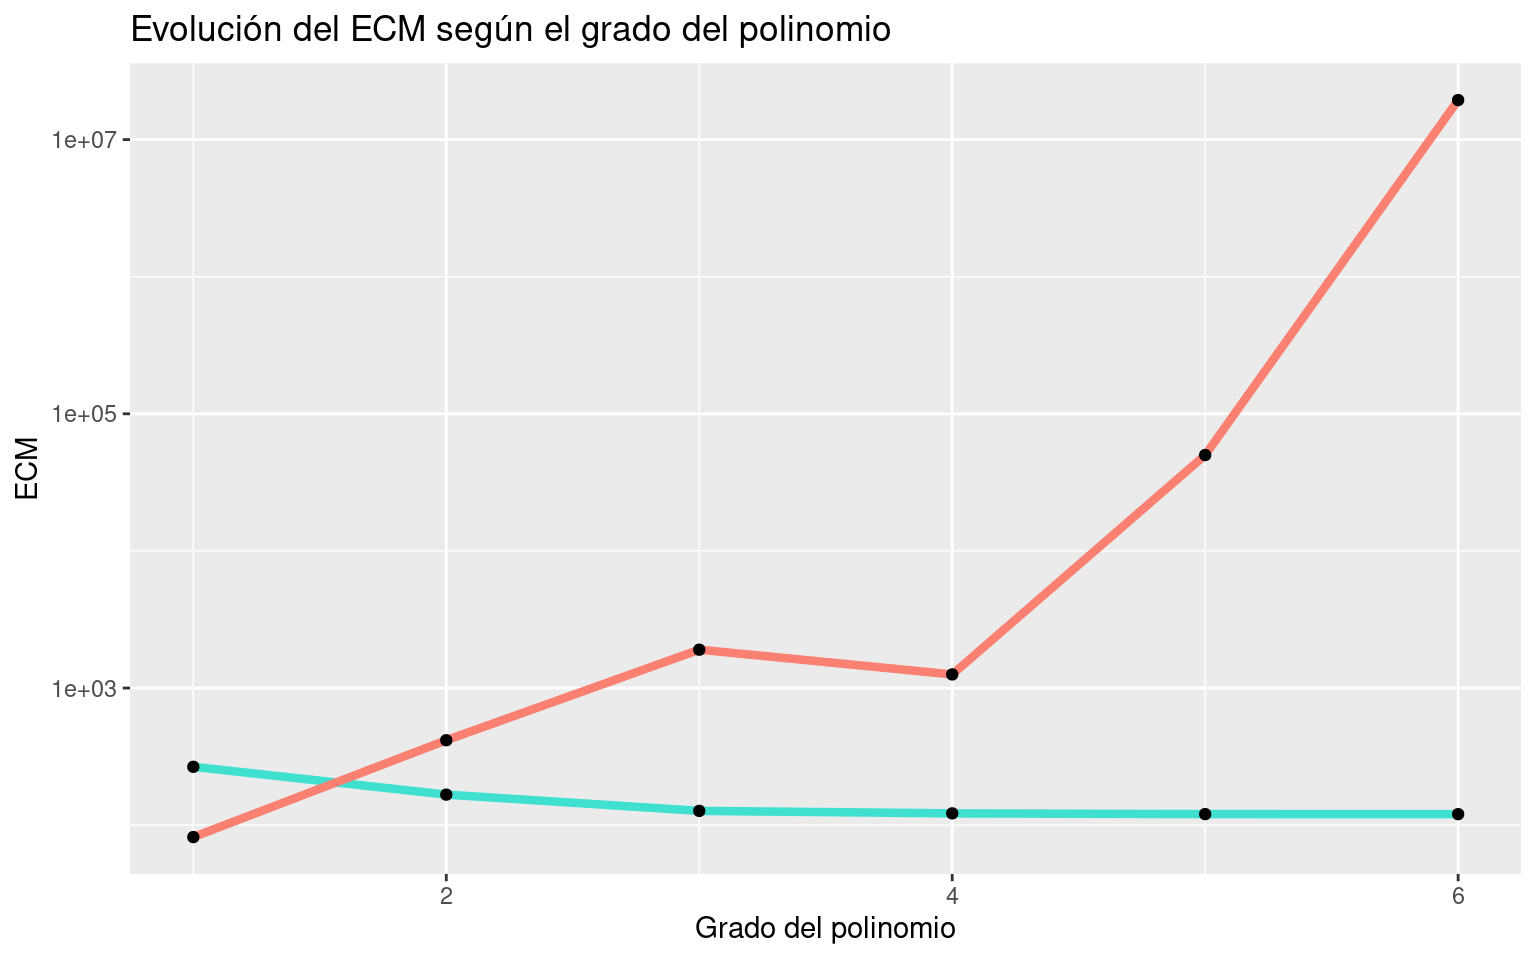 Evolución del ECM según el grado del polinomio
1e+07
1e+05
1e+03
ECM
2 4 6
Grado del polinomio